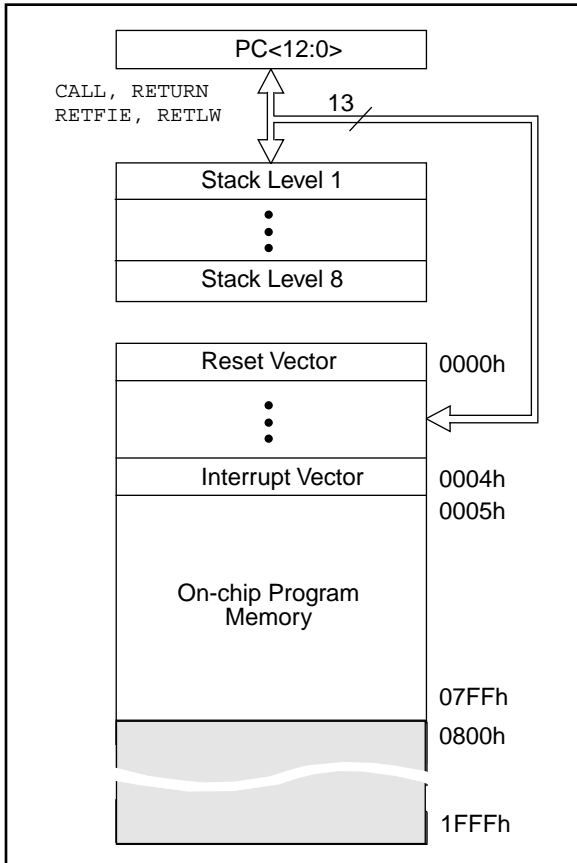 PC<12:0>
CALL, RETURN
RETFIE, RETLW
13
Stack Level 1
Stack Level 8
Reset Vector
0000h
Interrupt Vector
0004h
0005h
On-chip Program
Memory
07FFh
0800h
1FFFh